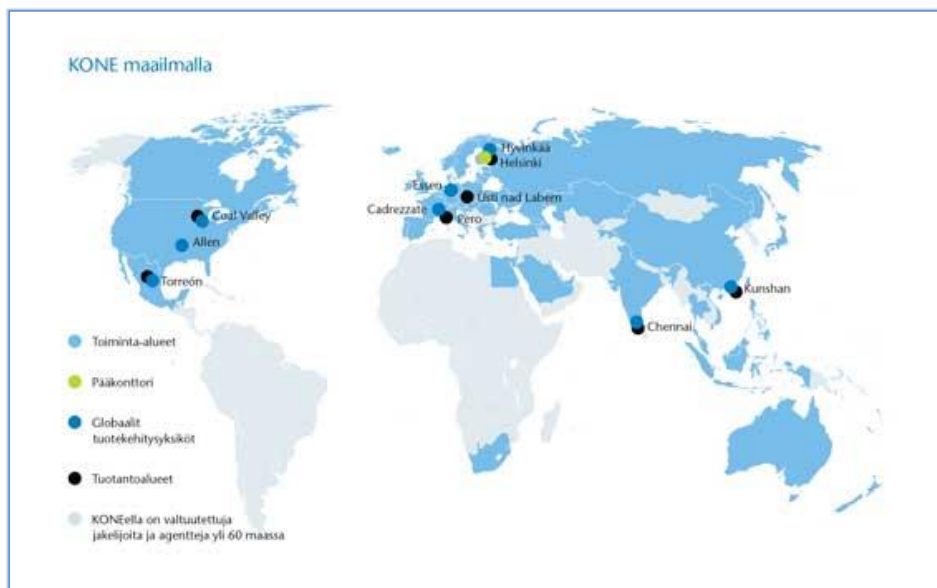 KONE maailmalla
Hyvinkää
Helsinki
Essen
Ústí nad Labem
Cadrezzate
Pero
Coal Valley
Allen
Torreón
Kunshan
Chennai
Toiminta-alueet
Pääkonttori
Globaalit
tuotekehitysyksiköt
Tuotantoalueet
KONEella on valtuutettuja
jakelijoita ja agentteja yli 60 maassa